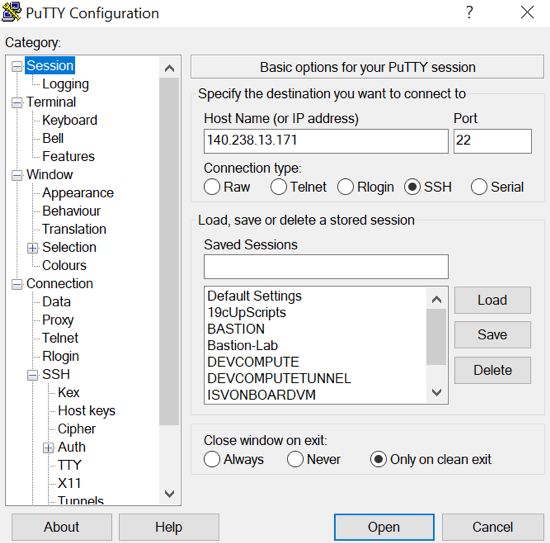 PuTTY Configuration
?
Category:
Session
Logging
Terminal
Keyboard
Bell
Features
Window
Appearance
Behaviour
Translation
Selection
Colours
Connection
Data
Proxy
Telnet
Rlogin
SSH
Kex
Host keys
Cipher
Auth
TTY
X11
Tunnels
Basic options for your PuTTY session
Specify the destination you want to connect to
Host Name (or IP address) Port
140.238.13.171 22
Connection type:
Raw Telnet Rlogin SSH Serial
Load, save or delete a stored session
Saved Sessions
Default Settings
19cUpScripts
BASTION
Bastion-Lab
DEVCOMPUTE
DEVCOMPUTETUNNEL
ISVONBOARDVM
Load
Save
Delete
Close window on exit:
Always Never Only on clean exit
About Help Open Cancel